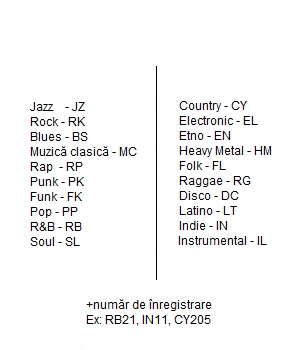 Jazz - JZ
Rock - RK
Blues - BS
Muzică clasică - MC
Rap - RP
Punk - PK
Funk - FK
Pop - PP
R&B - RB
Soul - SL
Country - CY
Electronic - EL
Etno - EN
Heavy Metal - HM
Folk - FL
Raggae - RG
Disco - DC
Latino - LT
Indie - IN
Instrumental - IL
+număr de înregistrare
Ex: RB21, IN11, CY205